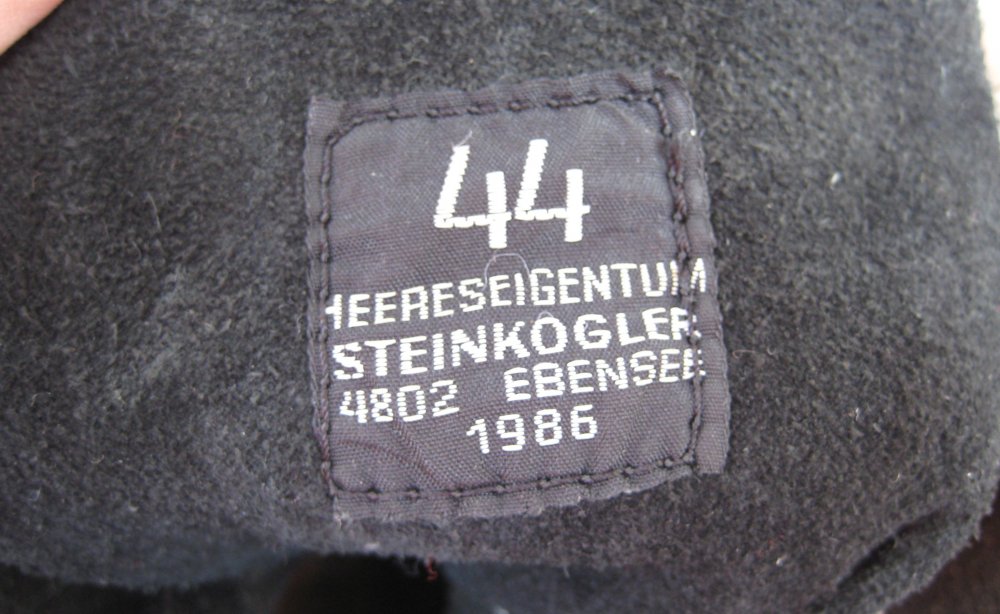 44
HEERESEIGENTUM
STEINKOGLER
4802 EBENSEE
1986